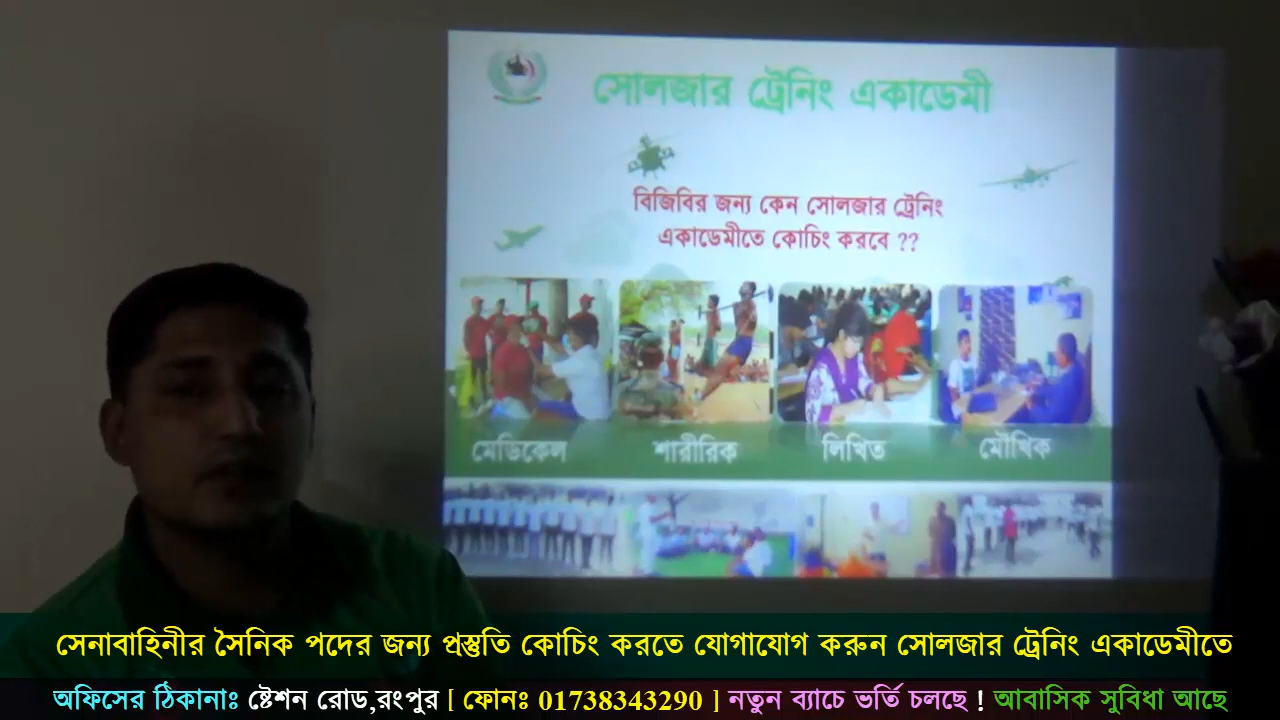 সোলজার ট্রেনিং একাডেমী
বিজিবির জন্য কেন সোলজার ট্রেনিং
একাডেমীতে কোচিং করবে ??
মেডিকেল শারীরিক লিখিত মৌখিক
সেনাবাহিনীর সৈনিক পদের জন্য প্রস্তুতি কোচিং করতে যোগাযোগ করুন সোলজার ট্রেনিং একাডেমীতে
অফিসের ঠিকানাঃ ষ্টেশন রোড,রংপুর [ ফোনঃ 01738343290 ] নতুন ব্যাচে ভর্তি চলছে ! আবাসিক সুবিধা আছে